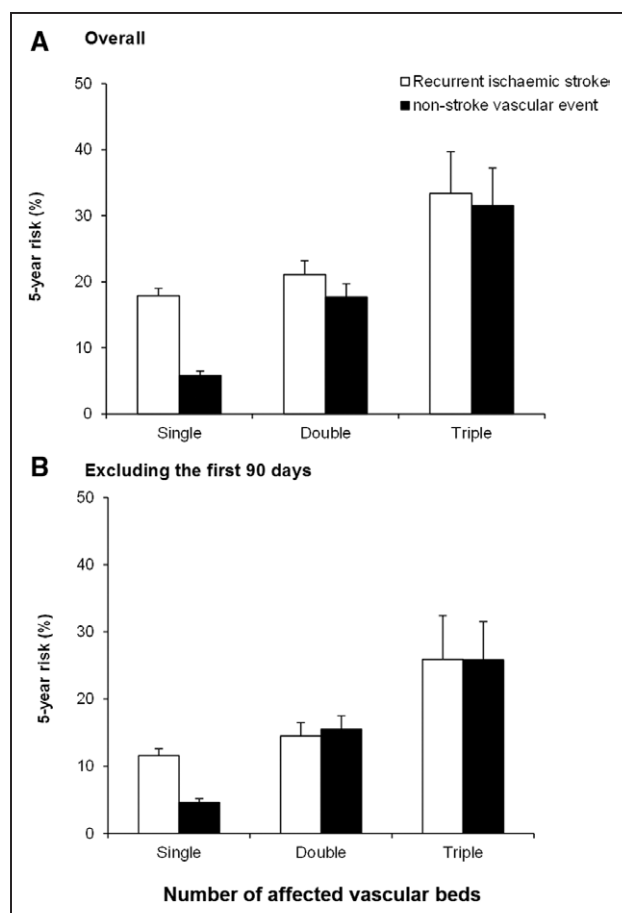 A Overall
Recurrent ischaemic stroke
non-stroke vascular event
5-year risk (%)
50
40
30
20
10
0
Single Double Triple
B Excluding the first 90 days
5-year risk (%)
50
40
30
20
10
0
Single Double Triple
Number of affected vascular beds